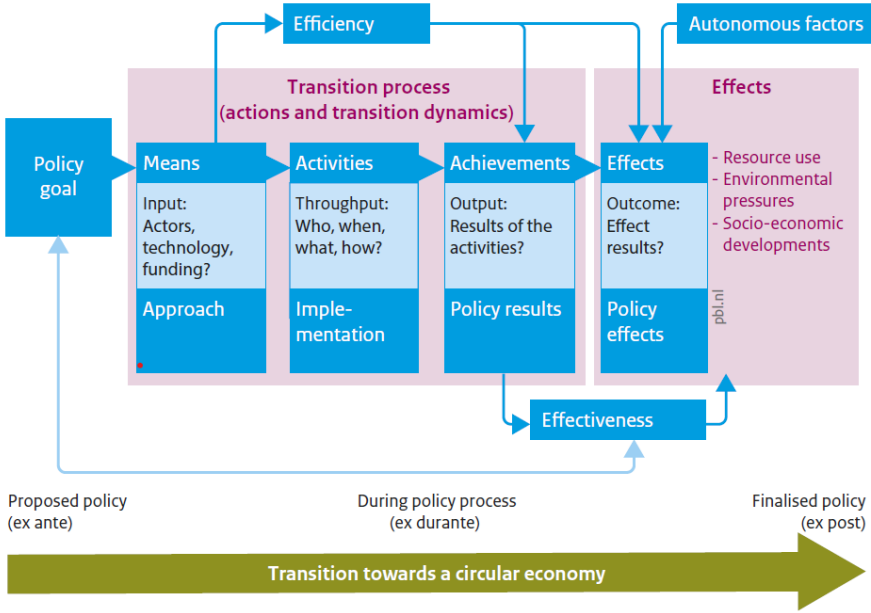 Efficiency
Autonomous factors
Transition process
(actions and transition dynamics)
Effects
Policy
goal
Means
Input:
Actors,
technology,
funding?
Approach
Activities
Throughput:
Who, when,
what, how?
Imple-
mentation
Achievements
Output:
Results of the
activities?
Policy results
Effects
Outcome:
Effect
results?
Policy
effects
- Resource use
- Environmental
pressures
- Socio-economic
developments
pbl.nl
Effectiveness
Proposed policy
(ex ante)
During policy process
(ex durante)
Finalised policy
(ex post)
Transition towards a circular economy